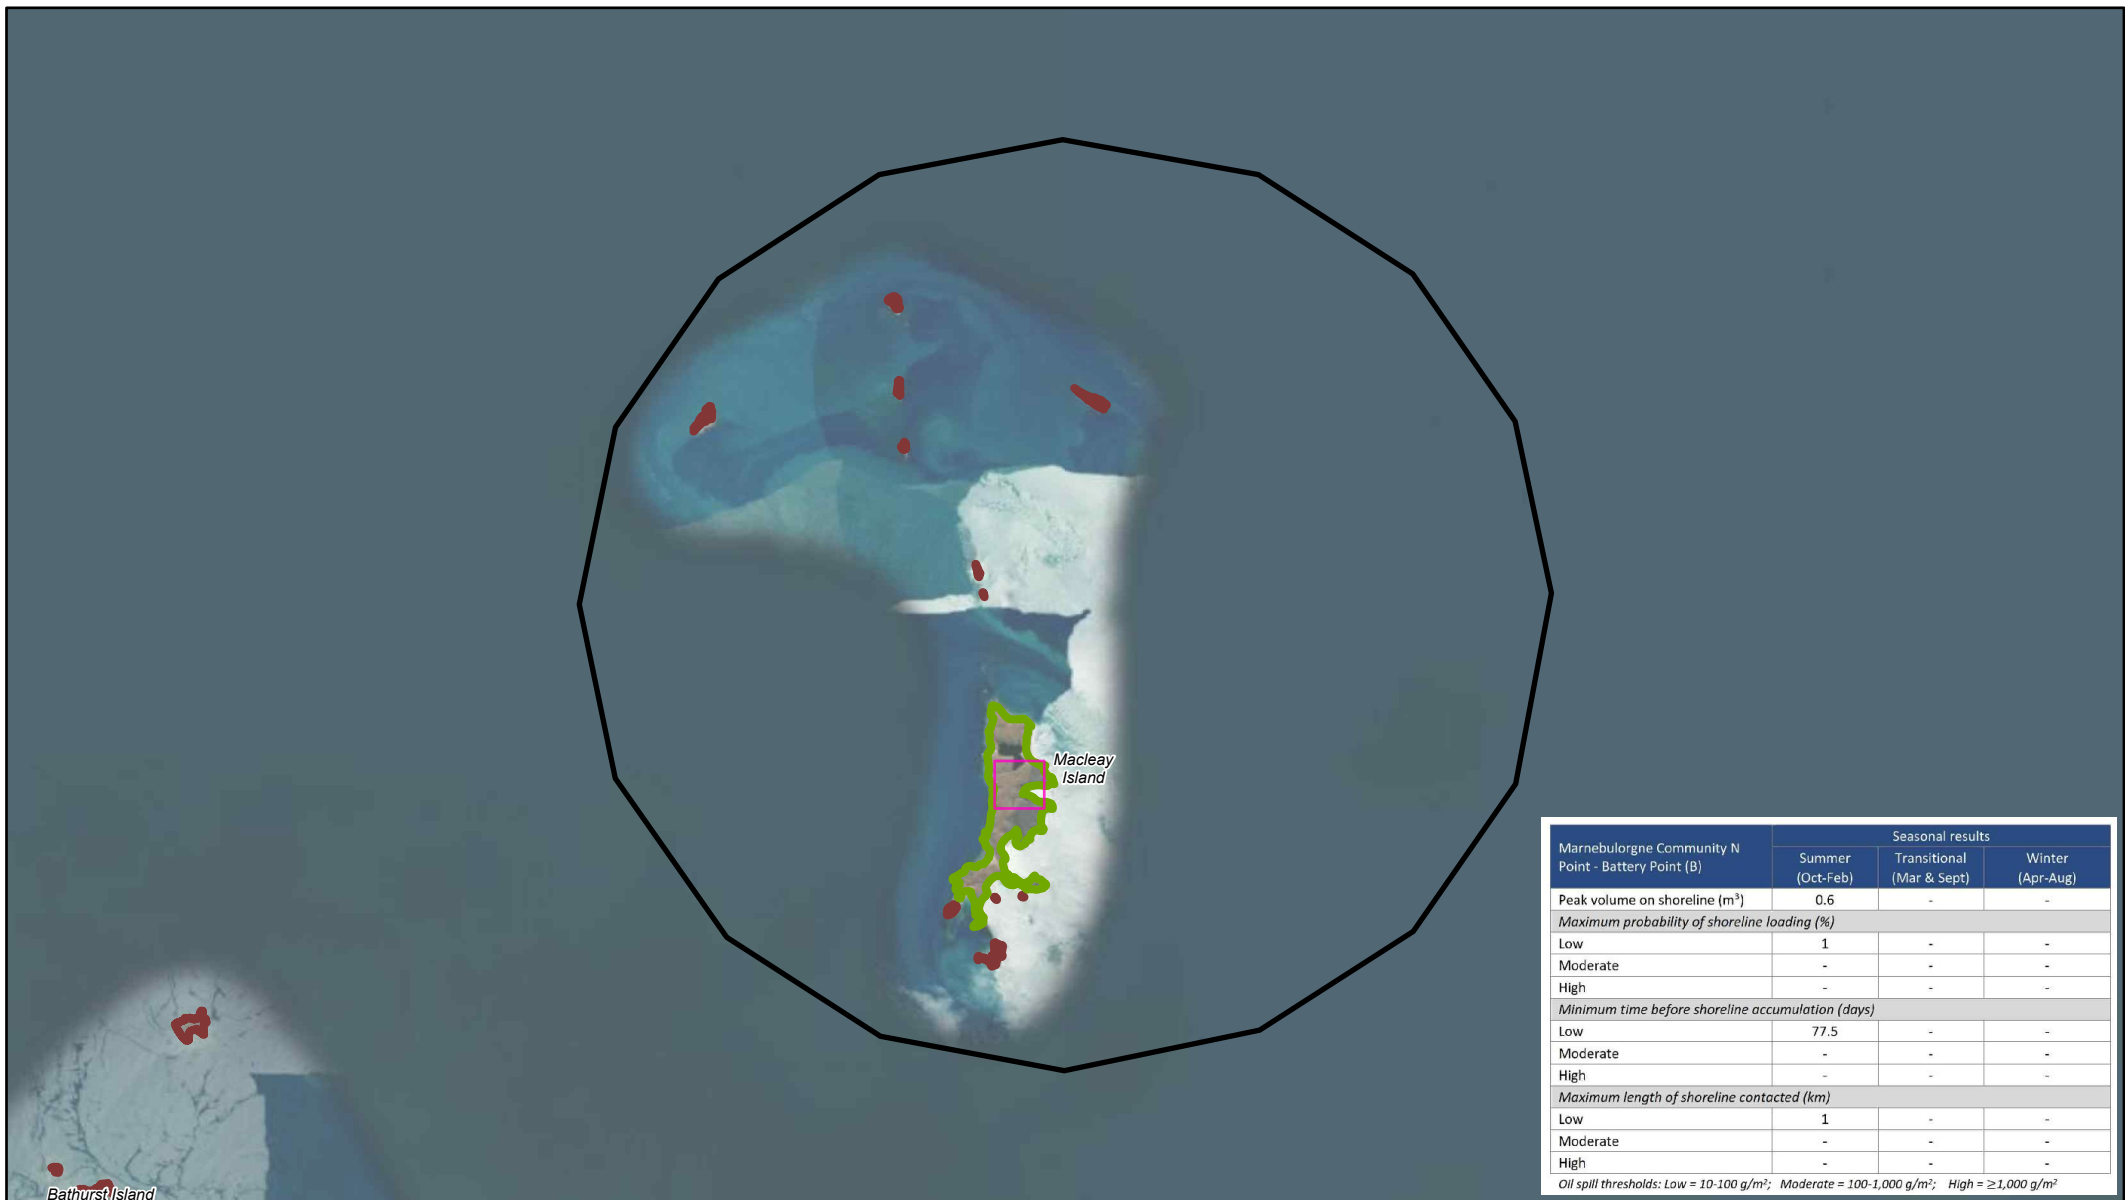 Macleay
Island
Bathurst Island
Marnebulorgne Community N
Point - Battery Point (B)
Seasonal results
Summer
(Oct-Feb)
Transitional
(Mar & Sept)
Winter
(Apr-Aug)
Peak volume on shoreline (m³) 0.6 - -
Maximum probability of shoreline loading (%)
Low 1 - -
Moderate - - -
High - - -
Minimum time before shoreline accumulation (days)
Low 77.5 - -
Moderate - - -
High - - -
Maximum length of shoreline contacted (km)
Low 1 - -
Moderate - - -
High - - -
Oil spill thresholds: Low = 10-100 g/m²; Moderate = 100-1,000 g/m²; High = ≥1,000 g/m²